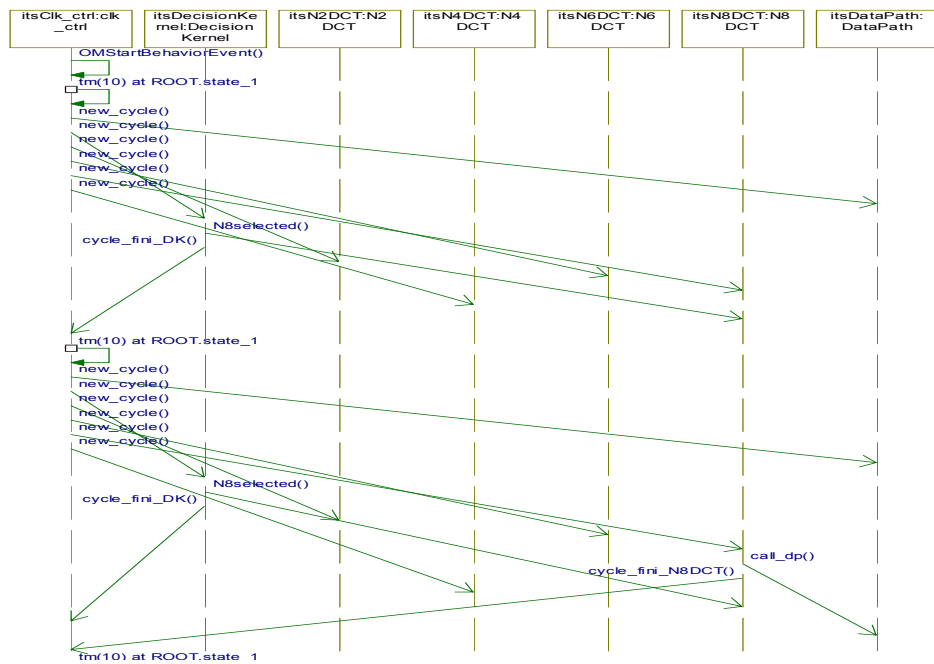 itsClk_ctrl:clk
_ctrl
itsDecisionKe
rnel:Decision
Kernel
itsN2DCT:N2
DCT
itsN4DCT:N4
DCT
itsN6DCT:N6
DCT
itsN8DCT:N8
DCT
itsDataPath:
DataPath
OMStartBehaviorEvent()
tm(10) at ROOT.state_1
new_cycle()
new_cycle()
new_cycle()
new_cycle()
new_cycle()
new_cycle()
N8selected()
cycle_fini_DK()
tm(10) at ROOT.state_1
new_cycle()
new_cycle()
new_cycle()
new_cycle()
new_cycle()
new_cycle()
N8selected()
cycle_fini_DK()
call_dp()
cycle_fini_N8DCT()
tm(10) at ROOT.state_1